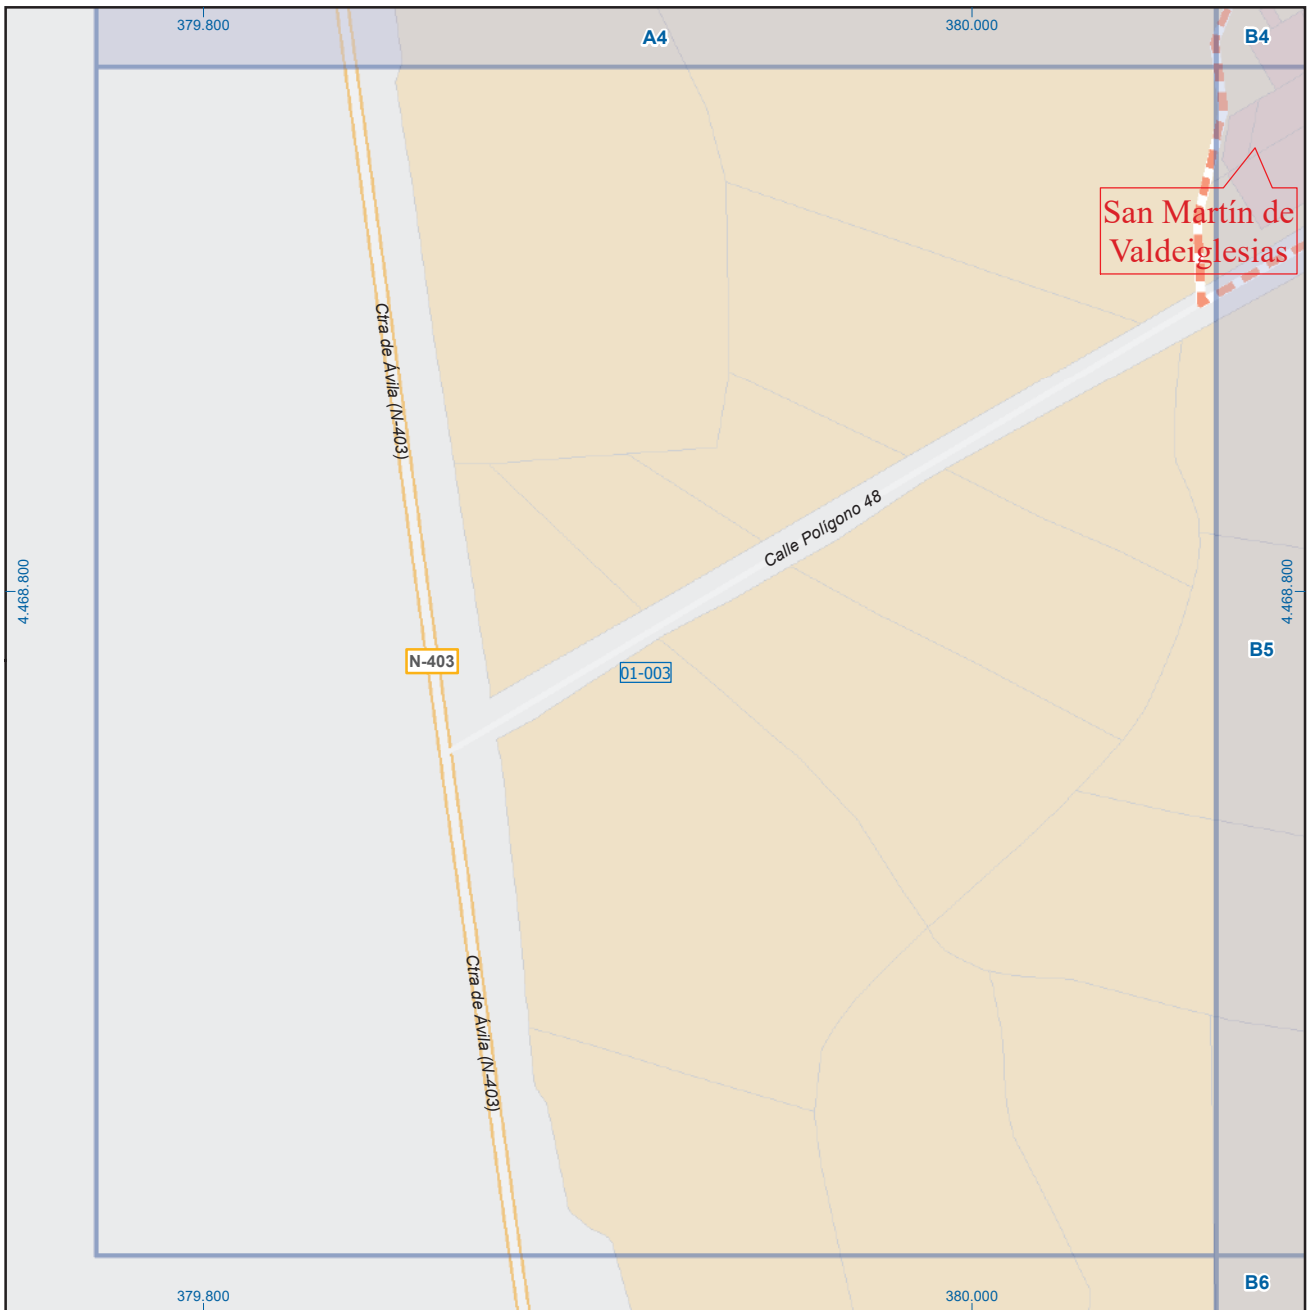 379.800
380.000
A4
B4
San Martín de
Valdeiglesias
Ctra de Ávila (N-403)
Calle Polígono 48
4.468.800
4.468.800
B5
N-403
01-003
Ctra de Ávila (N-403)
B6
379.800
380.000